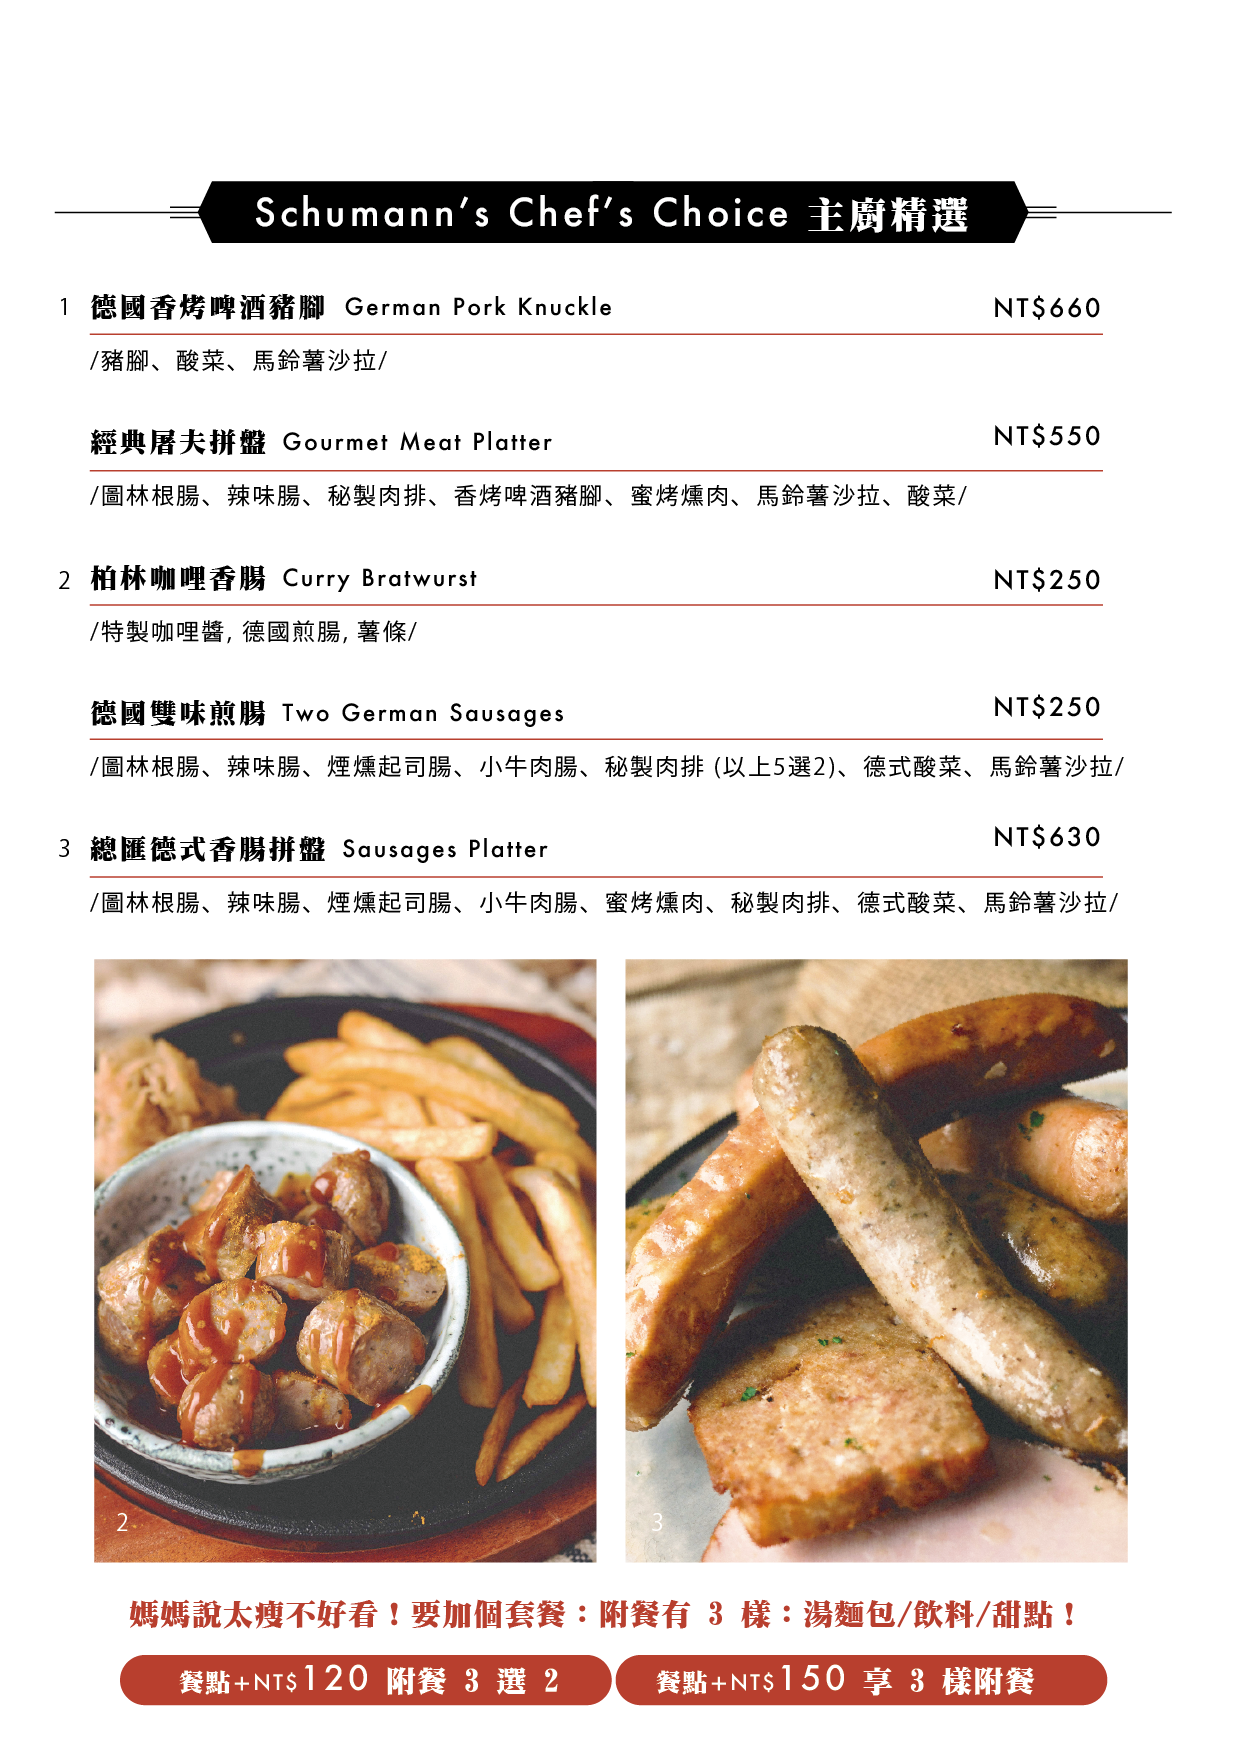 Schumann's Chef's Choice 主廚精選
1 德國香烤啤酒豬腳 German Pork Knuckle NT$660
/豬腳、酸菜、馬鈴薯沙拉/
經典屠夫拼盤 Gourmet Meat Platter NT$550
/圖林根腸、辣味腸、秘製肉排、香烤啤酒豬腳、蜜烤燻肉、馬鈴薯沙拉、酸菜/
2 柏林咖哩香腸 Curry Bratwurst NT$250
/特製咖哩醬, 德國煎腸, 薯條/
德國雙味煎腸 Two German Sausages NT$250
/圖林根腸、辣味腸、煙燻起司腸、小牛肉腸、秘製肉排 (以上5選2)、德式酸菜、馬鈴薯沙拉/
3 總匯德式香腸拼盤 Sausages Platter NT$630
/圖林根腸、辣味腸、煙燻起司腸、小牛肉腸、蜜烤燻肉、秘製肉排、德式酸菜、馬鈴薯沙拉/
2
3
媽媽說太瘦不好看！要加個套餐：附餐有 3 樣：湯麵包/飲料/甜點！
餐點+NT$120 附餐 3 選 2
餐點+NT$150 享 3 樣附餐